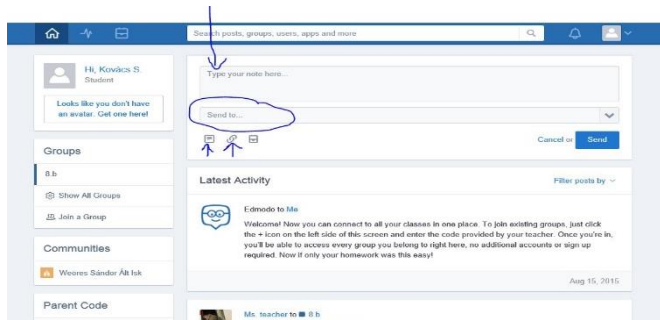 Search posts, groups, users, apps and more
Hi, Kovács S.
Student
Looks like you don't have
an avatar. Get one here!
Type your note here...
Send to...
Cancel or Send
Groups
8.b
Show All Groups
Join a Group
Communities
Weöres Sándor Ált Isk
Parent Code
Latest Activity
Filter posts by
Edmodo to Me
Welcome! Now you can connect to all your classes in one place. To join existing groups, just click
the + icon on the left side of this screen and enter the code provided by your teacher. Once you're in,
you'll be able to access every group you belong to right here, no additional accounts or sign up
required. Now if only your homework was this easy!
Aug 15, 2015
Ms. teacher to 8.b